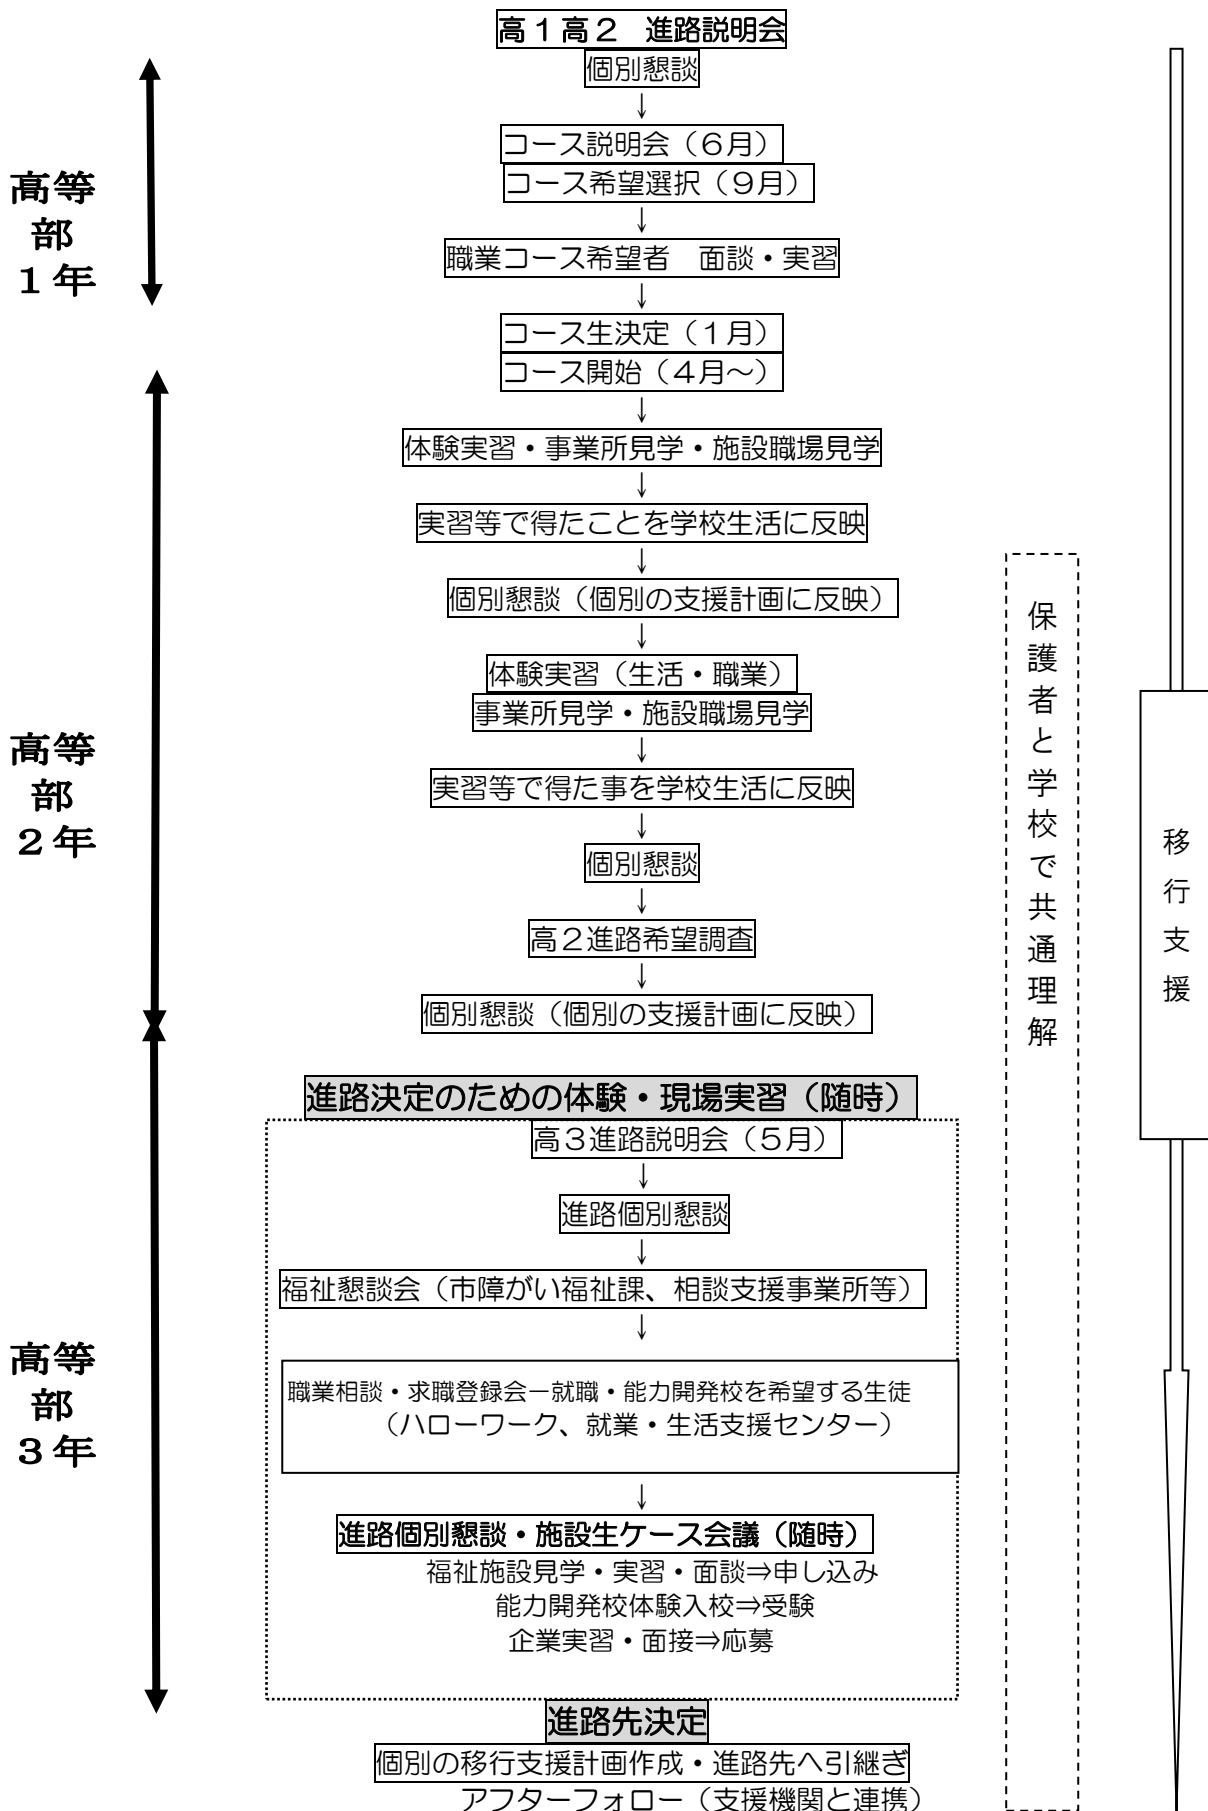 高１高２　進路説明会
個別懇談
↓
コース説明会（６月）
コース希望選択（９月）
↓
職業コース希望者　面談・実習
↓
コース生決定（１月）
コース開始（４月～）
↓
体験実習・事業所見学・施設職場見学
↓
実習等で得たことを学校生活に反映
↓
個別懇談（個別の支援計画に反映）
↓
体験実習（生活・職業）
事業所見学・施設職場見学
↓
実習等で得た事を学校生活に反映
↓
個別懇談
↓
高２進路希望調査
↓
個別懇談（個別の支援計画に反映）
進路決定のための体験・現場実習（随時）
高３進路説明会（５月）
↓
進路個別懇談
↓
福祉懇談会（市障がい福祉課、相談支援事業所等）
↓
職業相談・求職登録会－就職・能力開発校を希望する生徒
（ハローワーク、就業・生活支援センター）
↓
進路個別懇談・施設生ケース会議（随時）
福祉施設見学・実習・面談⇒申し込み
能力開発校体験入校⇒受験
企業実習・面接⇒応募
進路先決定
個別の移行支援計画作成・進路先へ引継ぎ
アフターフォロー（支援機関と連携）
高等
部
１年
高等
部
２年
高等
部
３年
保護者と学校で共通理解
移行支援